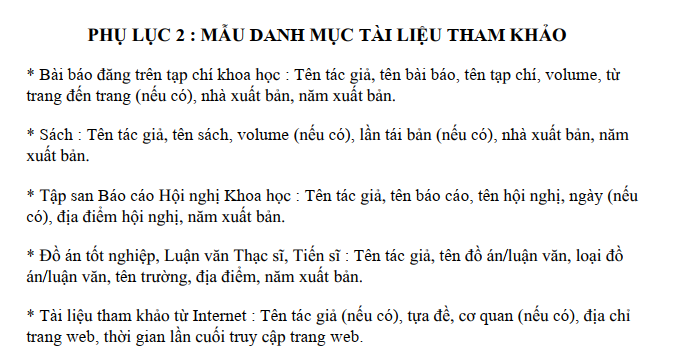 PHỤ LỤC 2 : MẪU DANH MỤC TÀI LIỆU THAM KHẢO
* Bài báo đăng trên tạp chí khoa học : Tên tác giả, tên bài báo, tên tạp chí, volume, từ
trang đến trang (nếu có), nhà xuất bản, năm xuất bản.
* Sách : Tên tác giả, tên sách, volume (nếu có), lần tái bản (nếu có), nhà xuất bản, năm
xuất bản.
* Tập san Báo cáo Hội nghị Khoa học : Tên tác giả, tên báo cáo, tên hội nghị, ngày (nếu
có), địa điểm hội nghị, năm xuất bản.
* Đồ án tốt nghiệp, Luận văn Thạc sĩ, Tiến sĩ : Tên tác giả, tên đồ án/luận văn, loại đồ
án/luận văn, tên trường, địa điểm, năm xuất bản.
* Tài liệu tham khảo từ Internet : Tên tác giả (nếu có), tựa đề, cơ quan (nếu có), địa chỉ
trang web, thời gian lần cuối truy cập trang web.